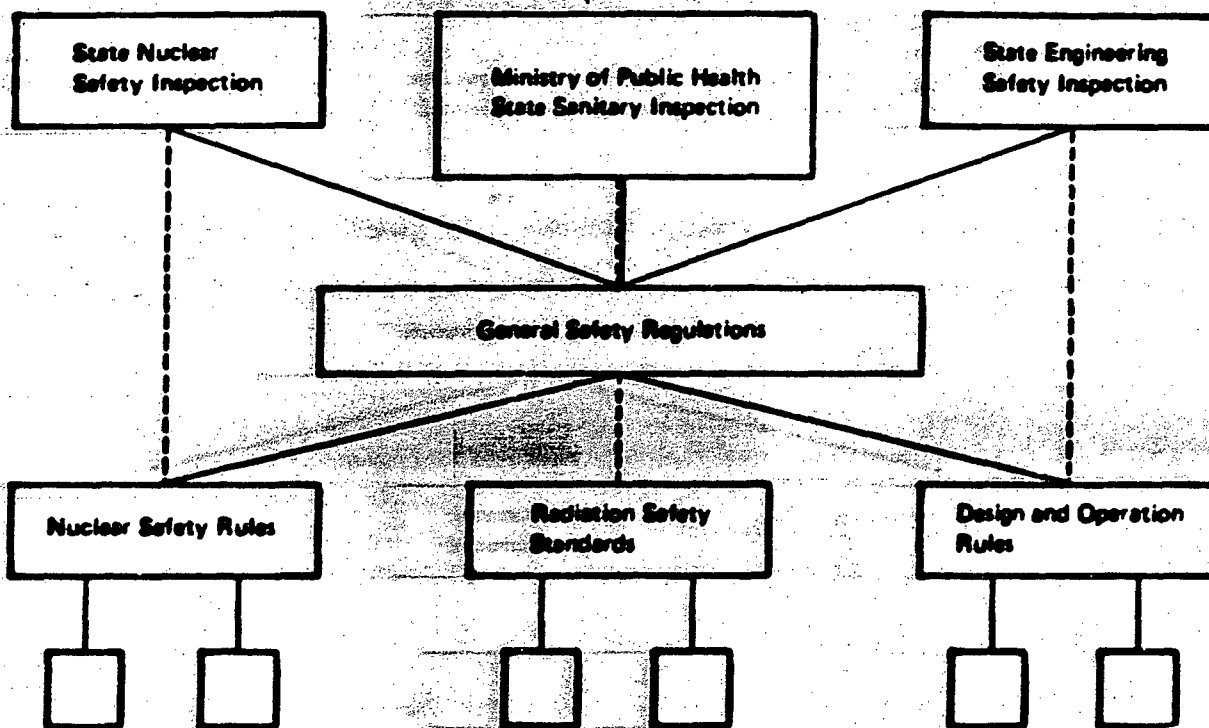 State Nuclear
Safety Inspection
Ministry of Public Health
State Sanitary Inspection
State Engineering
Safety Inspection
General Safety Regulations
Nuclear Safety Rules
Radiation Safety
Standards
Design and Operation
Rules